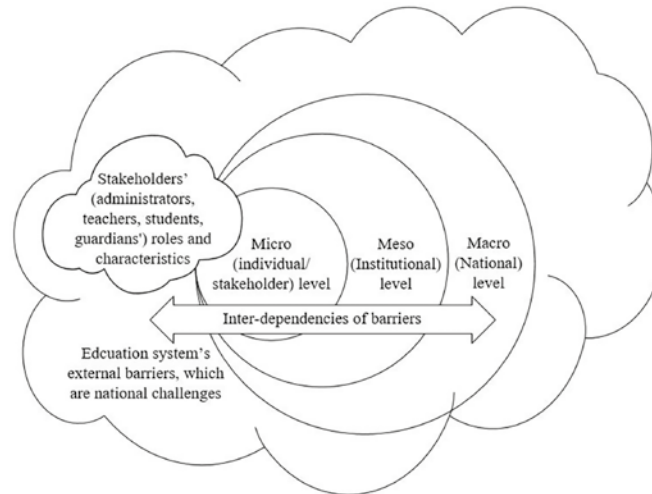 Stakeholders'
(administrators,
teachers, students,
guardians') roles and
characteristics
Micro
(individual/
stakeholder) level
Meso
(Institutional)
level
Macro
(National)
level
Inter-dependencies of barriers
Edcuation system's
external barriers, which
are national challenges